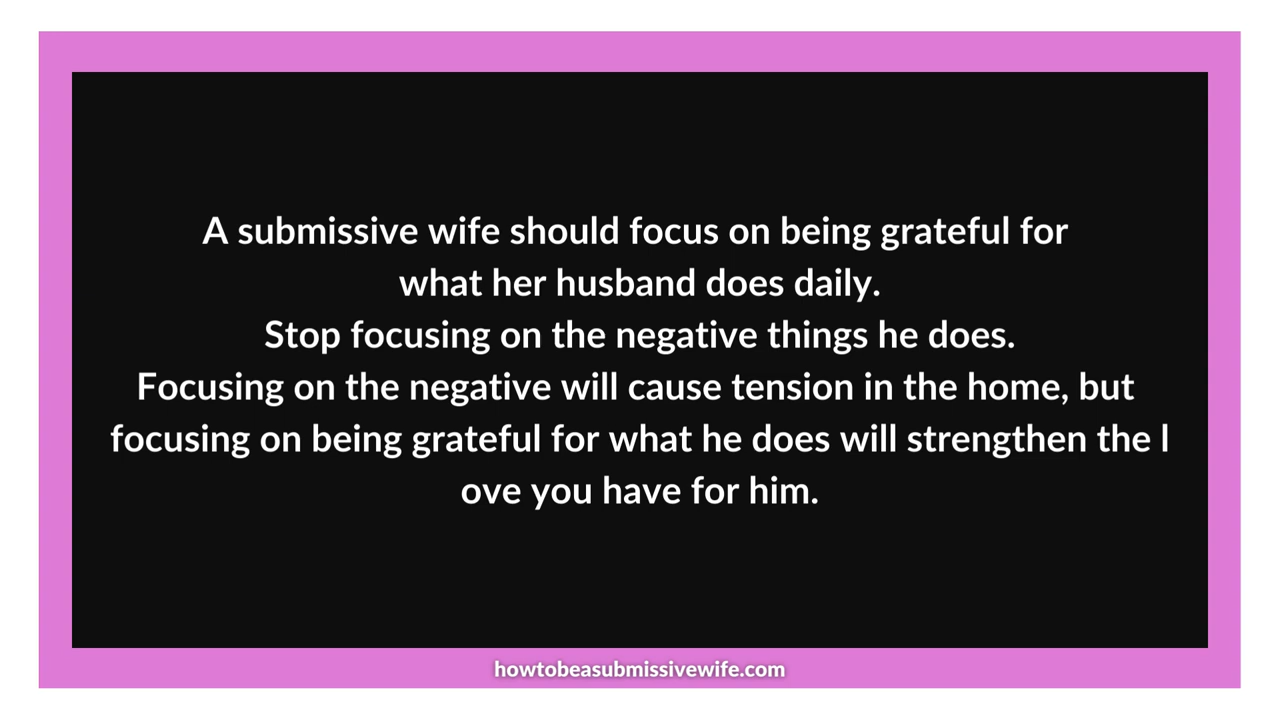 A submissive wife should focus on being grateful for
what her husband does daily.
Stop focusing on the negative things he does.
Focusing on the negative will cause tension in the home, but
focusing on being grateful for what he does will strengthen the l
ove you have for him.
howtobeasubmissivewife.com